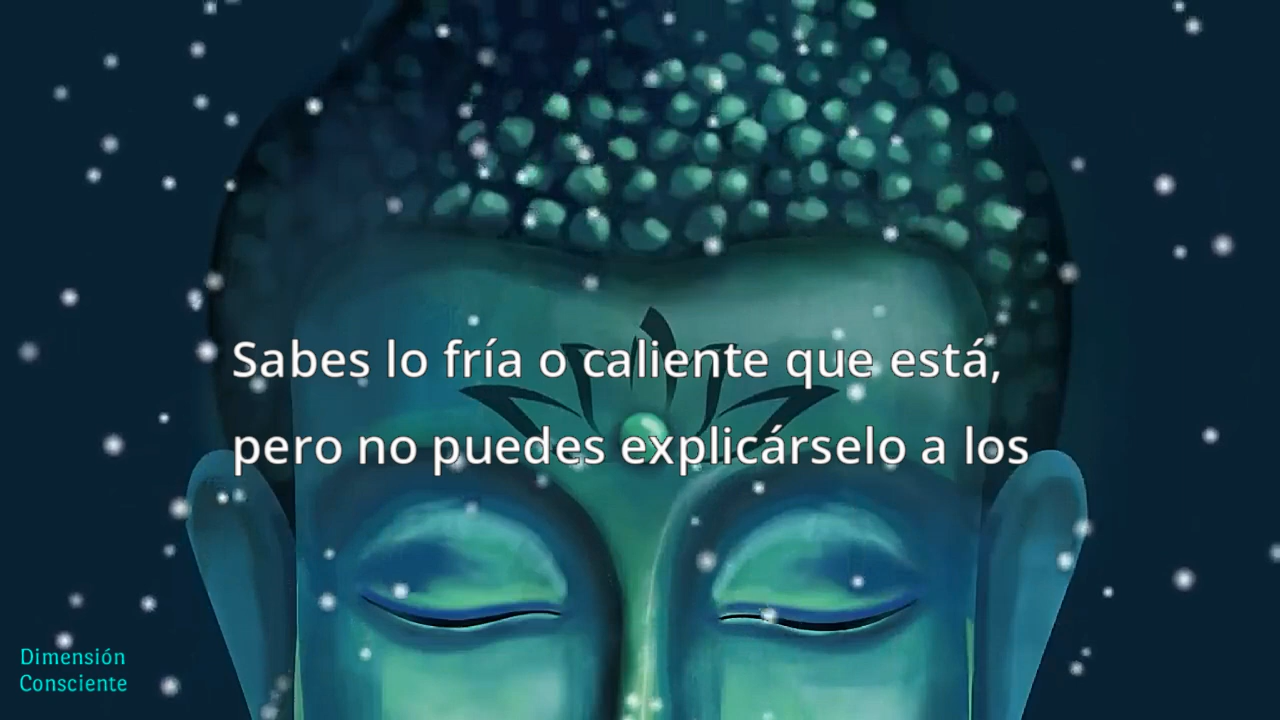 Sabes lo fría o caliente que está,
pero no puedes explicárselo a los
Dimensión
Consciente